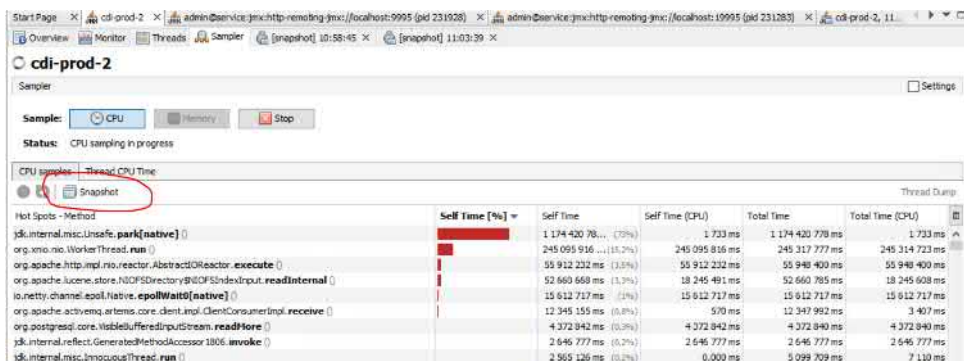 Start Page cdi-prod-2 admin@service:jmx:http-remoting-jmx://localhost:9995 (pid 231928) admin@service:jmx:http-remoting-jmx://localhost:19995 (pid 231283) cdi-prod-2, 11...
Overview Monitor Threads Sampler [snapshot] 10:58:45 [snapshot] 11:03:39
cdi-prod-2
Sampler Settings
Sample: CPU Memory Stop
Status: CPU sampling in progress
CPU samples Thread CPU Time
Snapshot Thread Dump
Hot Spots - Method Self Time [%] Self Time Self Time (CPU) Total Time Total Time (CPU)
jdk.internal.misc.Unsafe.park[native] () 1 174 420 78... (73%) 1 733 ms 1 174 420 778 ms 1 733 ms
org.xnio.nio.WorkerThread.run () 245 095 916 ...(15,2%) 245 095 816 ms 245 317 777 ms 245 314 723 ms
org.apache.http.impl.nio.reactor.AbstractIOReactor.execute () 55 912 232 ms (3,5%) 55 912 232 ms 55 948 400 ms 55 948 400 ms
org.apache.lucene.store.NIOFSDirectory$NIOFSIndexInput.readInternal () 52 660 668 ms (3,3%) 18 245 491 ms 52 660 785 ms 18 245 608 ms
io.netty.channel.epoll.Native.epollWait0[native] () 15 612 717 ms (1%) 15 612 717 ms 15 612 717 ms 15 612 717 ms
org.apache.activemq.artemis.core.client.impl.ClientConsumerImpl.receive () 12 345 155 ms (0,8%) 570 ms 12 347 992 ms 3 407 ms
org.postgresql.core.VisibleBufferedInputStream.readMore () 4 372 842 ms (0,3%) 4 372 842 ms 4 372 840 ms 4 372 840 ms
jdk.internal.reflect.GeneratedMethodAccessor1806.invoke () 2 646 777 ms (0,2%) 2 646 777 ms 2 646 777 ms 2 646 777 ms
jdk.internal.misc.InnocuousThread.run () 2 565 126 ms (0,2%) 0.000 ms 5 099 709 ms 7 110 ms